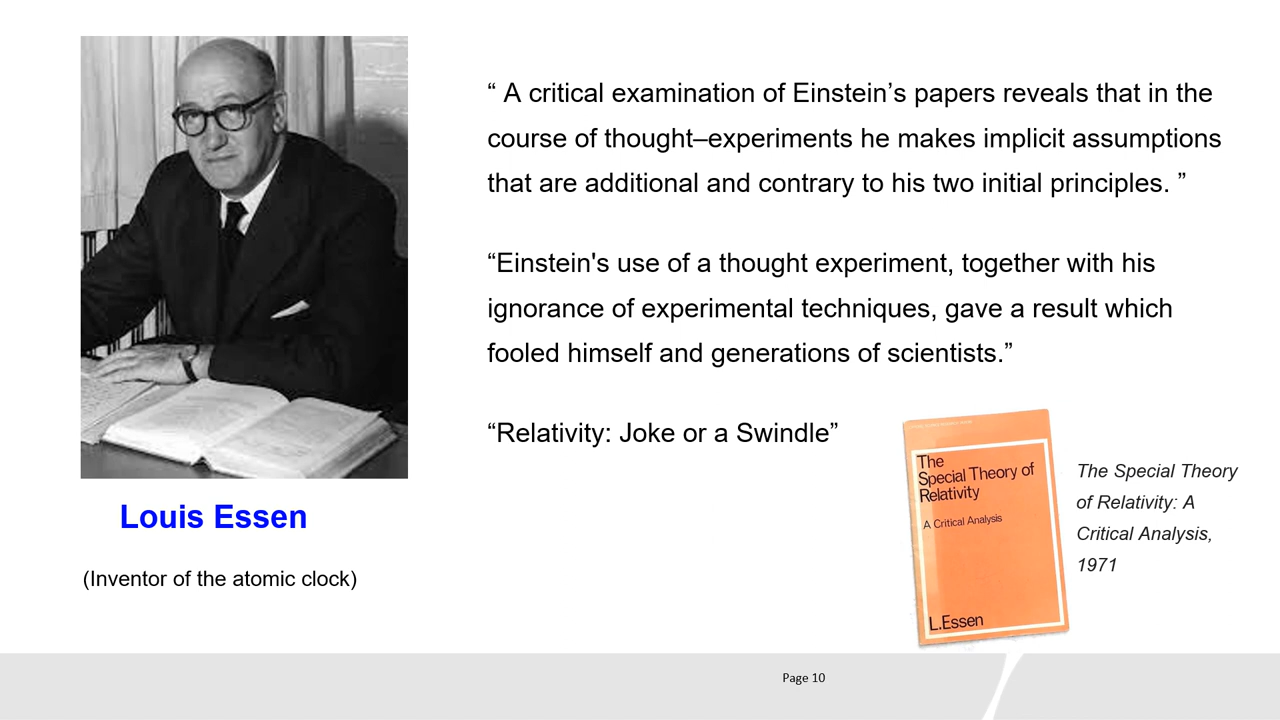 “ A critical examination of Einstein’s papers reveals that in the
course of thought–experiments he makes implicit assumptions
that are additional and contrary to his two initial principles. ”
“Einstein's use of a thought experiment, together with his
ignorance of experimental techniques, gave a result which
fooled himself and generations of scientists.”
“Relativity: Joke or a Swindle”
Louis Essen
(Inventor of the atomic clock)
The
Special Theory of
Relativity
A Critical Analysis
L.Essen
The Special Theory
of Relativity: A
Critical Analysis,
1971
Page 10